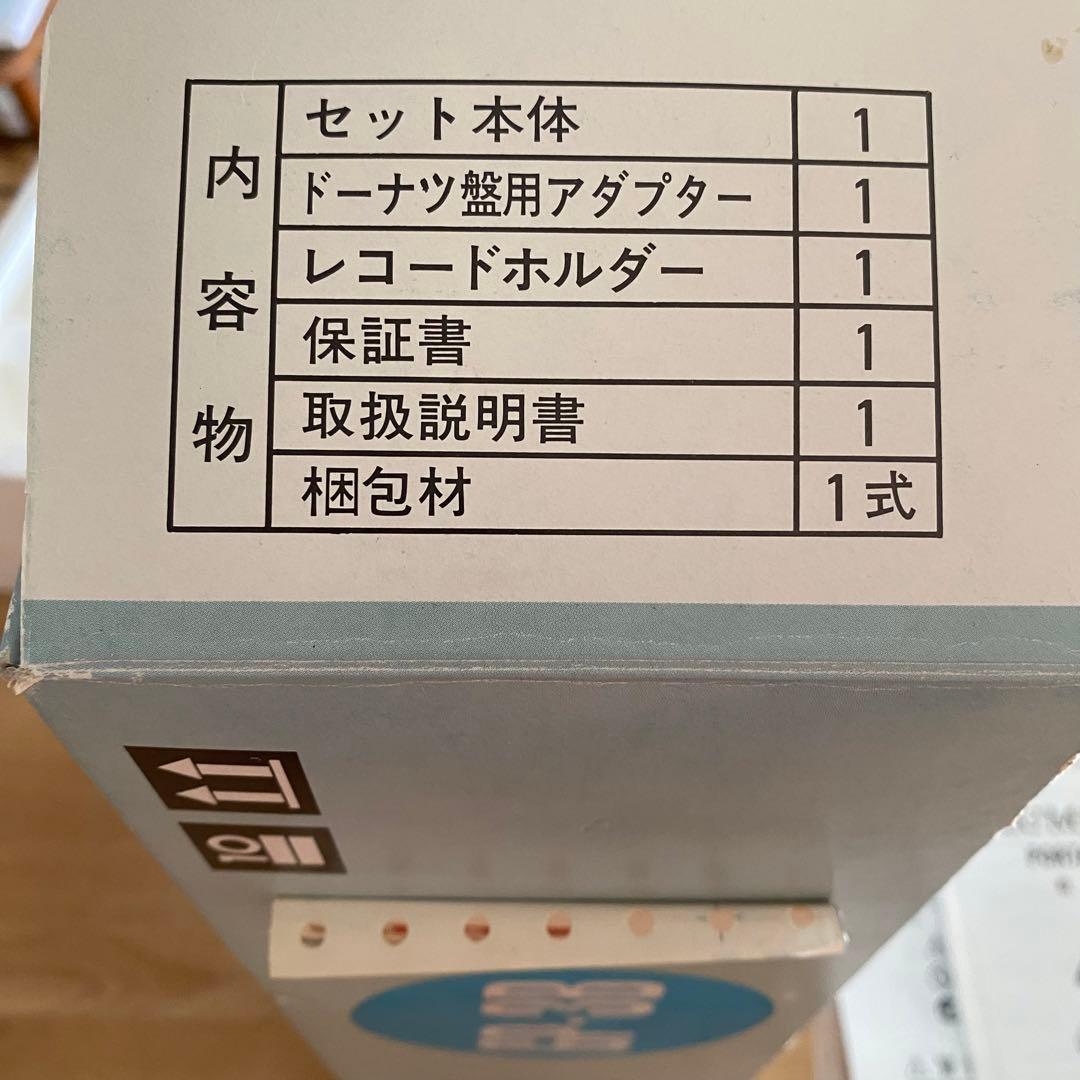 内容物
セット本体 1
ドーナツ盤用アダプター 1
レコードホルダー 1
保証書 1
取扱説明書 1
梱包材 1式